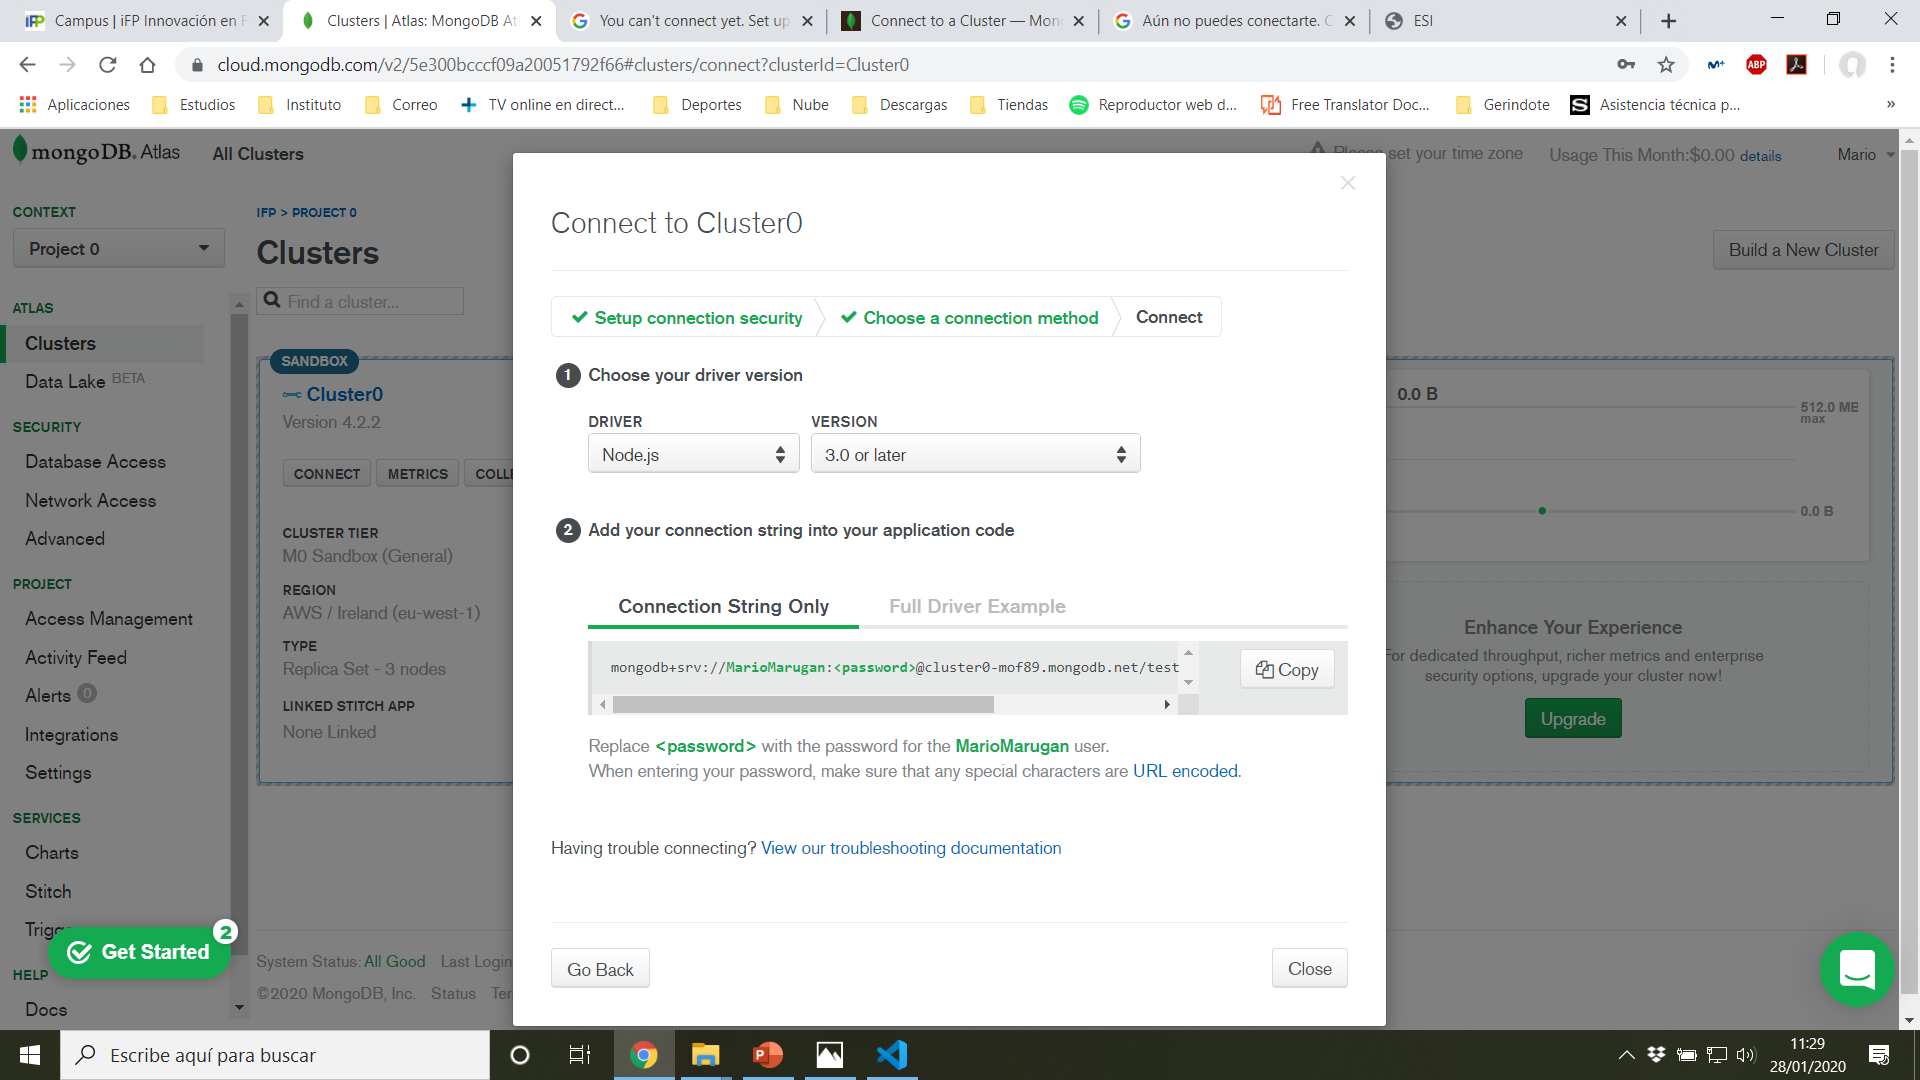 Campus | iFP Innovación en F
Clusters | Atlas: MongoDB At
You can't connect yet. Set up
Connect to a Cluster — Mon
Aún no puedes conectarte. C
ESI
cloud.mongodb.com/v2/5e300bcccf09a20051792f66#clusters/connect?clusterId=Cluster0
ABP
Aplicaciones
Estudios
Instituto
Correo
TV online en direct...
Deportes
Nube
Descargas
Tiendas
Reproductor web d...
Free Translator Doc...
Gerindote
Asistencia técnica p...
»
mongoDB. Atlas
All Clusters
Please set your time zone
Usage This Month:$0.00 details
Mario
CONTEXT
Project 0
ATLAS
Clusters
Data Lake BETA
SECURITY
Database Access
Network Access
Advanced
PROJECT
Access Management
Activity Feed
Alerts 0
Integrations
Settings
SERVICES
Charts
Stitch
Get Started
2
HELP
Docs
IFP > PROJECT 0
Clusters
Build a New Cluster
Find a cluster...
SANDBOX
Cluster0
Version 4.2.2
CONNECT
METRICS
COLLE
CLUSTER TIER
M0 Sandbox (General)
REGION
AWS / Ireland (eu-west-1)
TYPE
Replica Set - 3 nodes
LINKED STITCH APP
None Linked
0.0 B
512.0 MB
max
0.0 B
Enhance Your Experience
For dedicated throughput, richer metrics and enterprise
security options, upgrade your cluster now!
Upgrade
System Status: All Good Last Login
©2020 MongoDB, Inc. Status Ter
Connect to Cluster0
Setup connection security
Choose a connection method
Connect
1 Choose your driver version
DRIVER
VERSION
Node.js
3.0 or later
2 Add your connection string into your application code
Connection String Only
Full Driver Example
mongodb+srv://MarioMarugan:<password>@cluster0-mof89.mongodb.net/test
Copy
Replace <password> with the password for the MarioMarugan user.
When entering your password, make sure that any special characters are URL encoded.
Having trouble connecting? View our troubleshooting documentation
Go Back
Close
Escribe aquí para buscar
11:29
28/01/2020